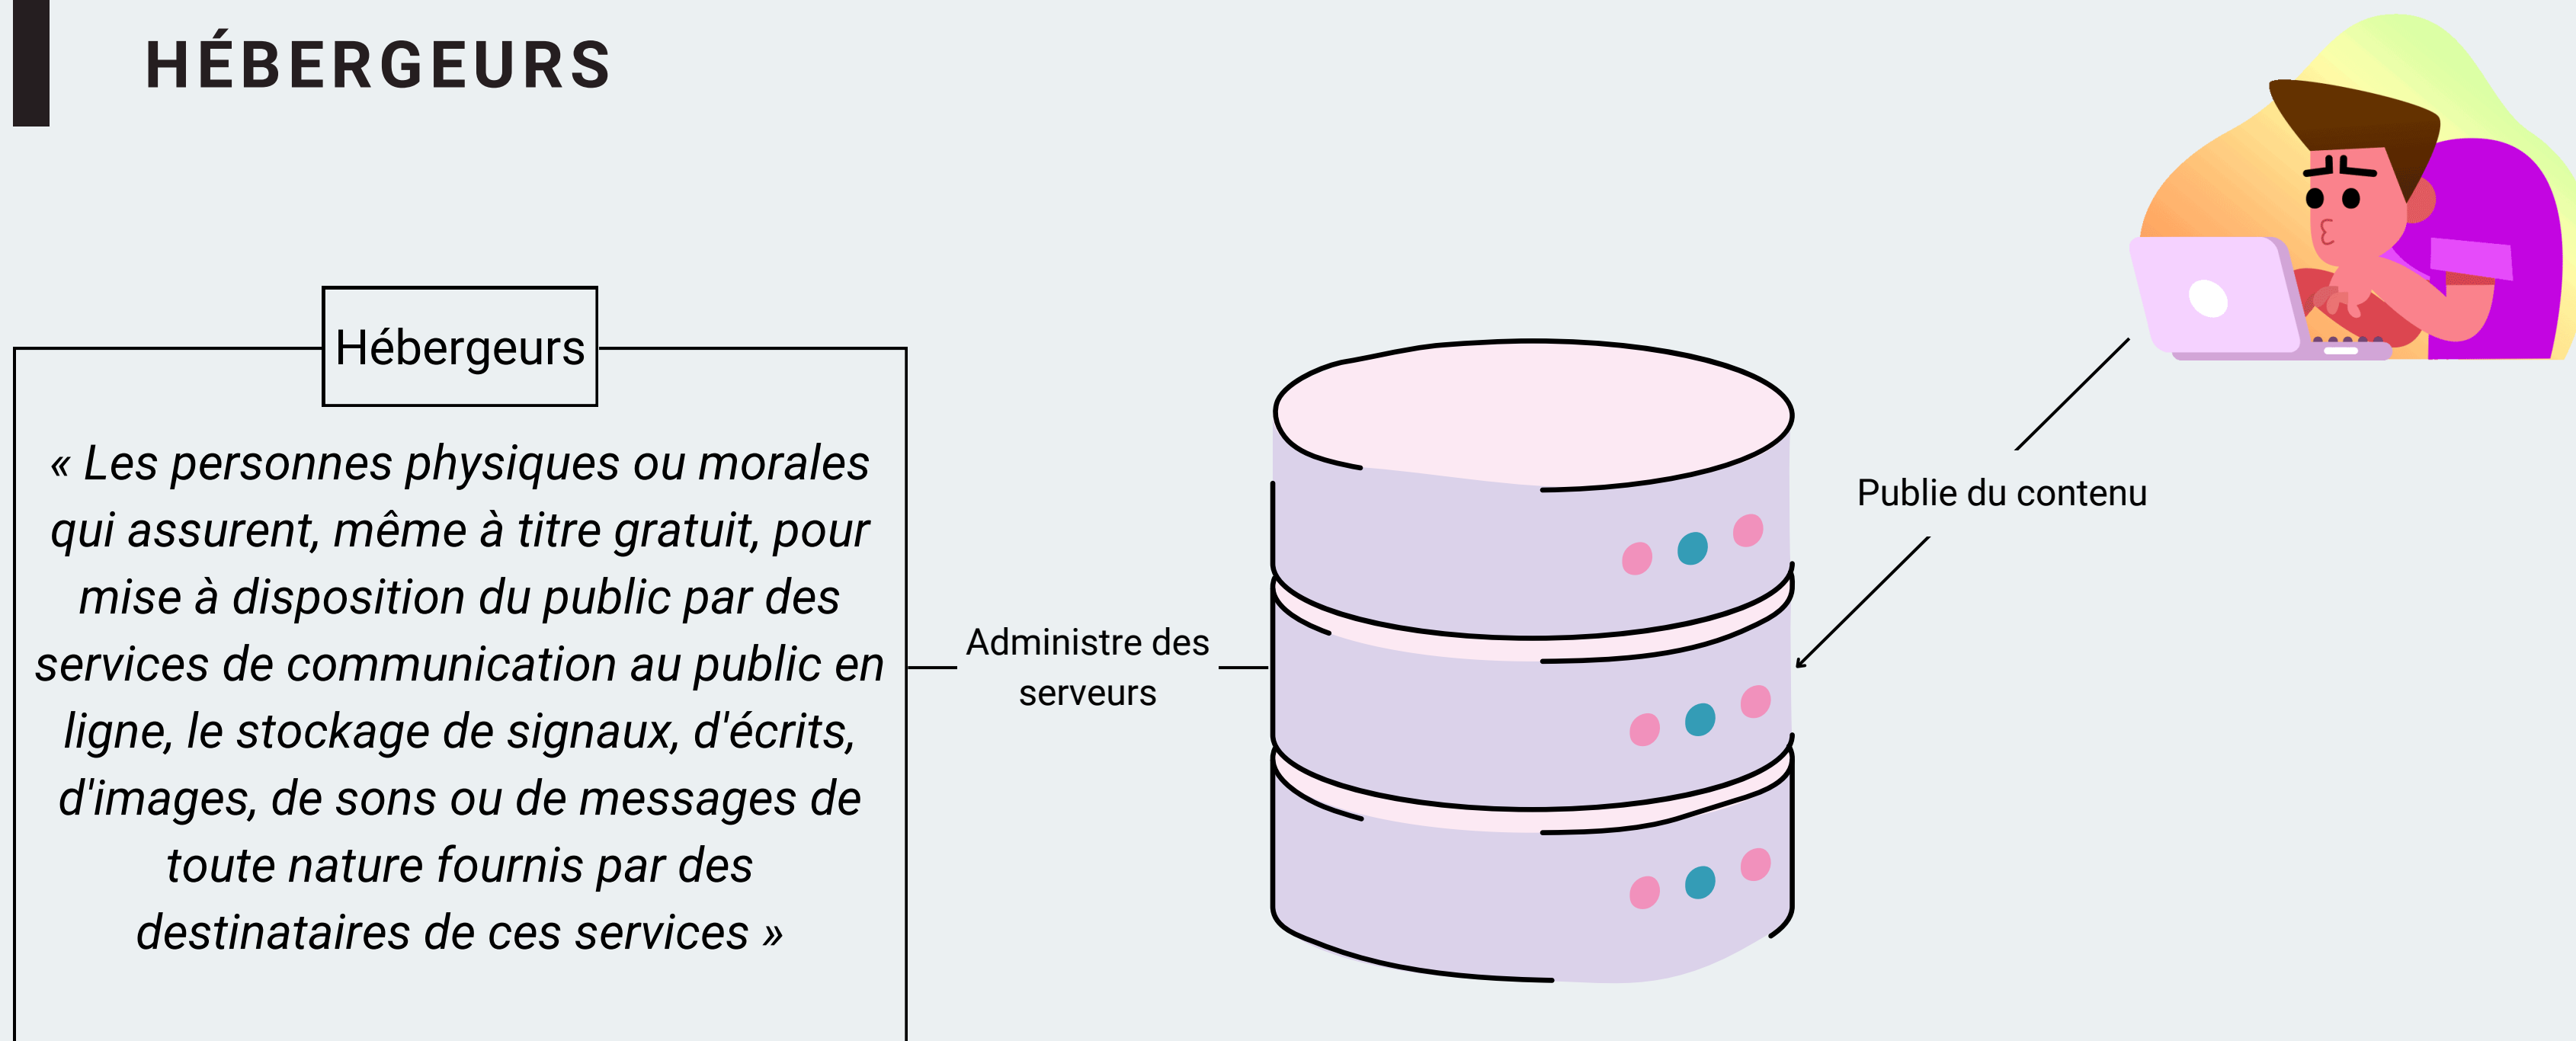 HÉBERGEURS
Hébergeurs
« Les personnes physiques ou morales
qui assurent, même à titre gratuit, pour
mise à disposition du public par des
services de communication au public en
ligne, le stockage de signaux, d'écrits,
d'images, de sons ou de messages de
toute nature fournis par des
destinataires de ces services »
Administre des
serveurs
Publie du contenu